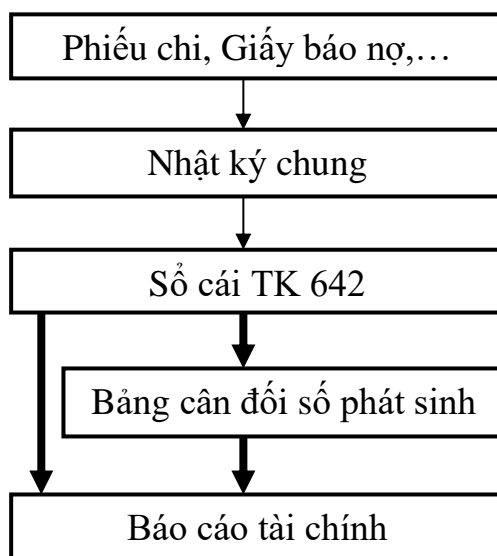 Phiếu chi, Giấy báo nợ,…
Nhật ký chung
Sổ cái TK 642
Bảng cân đối số phát sinh
Báo cáo tài chính